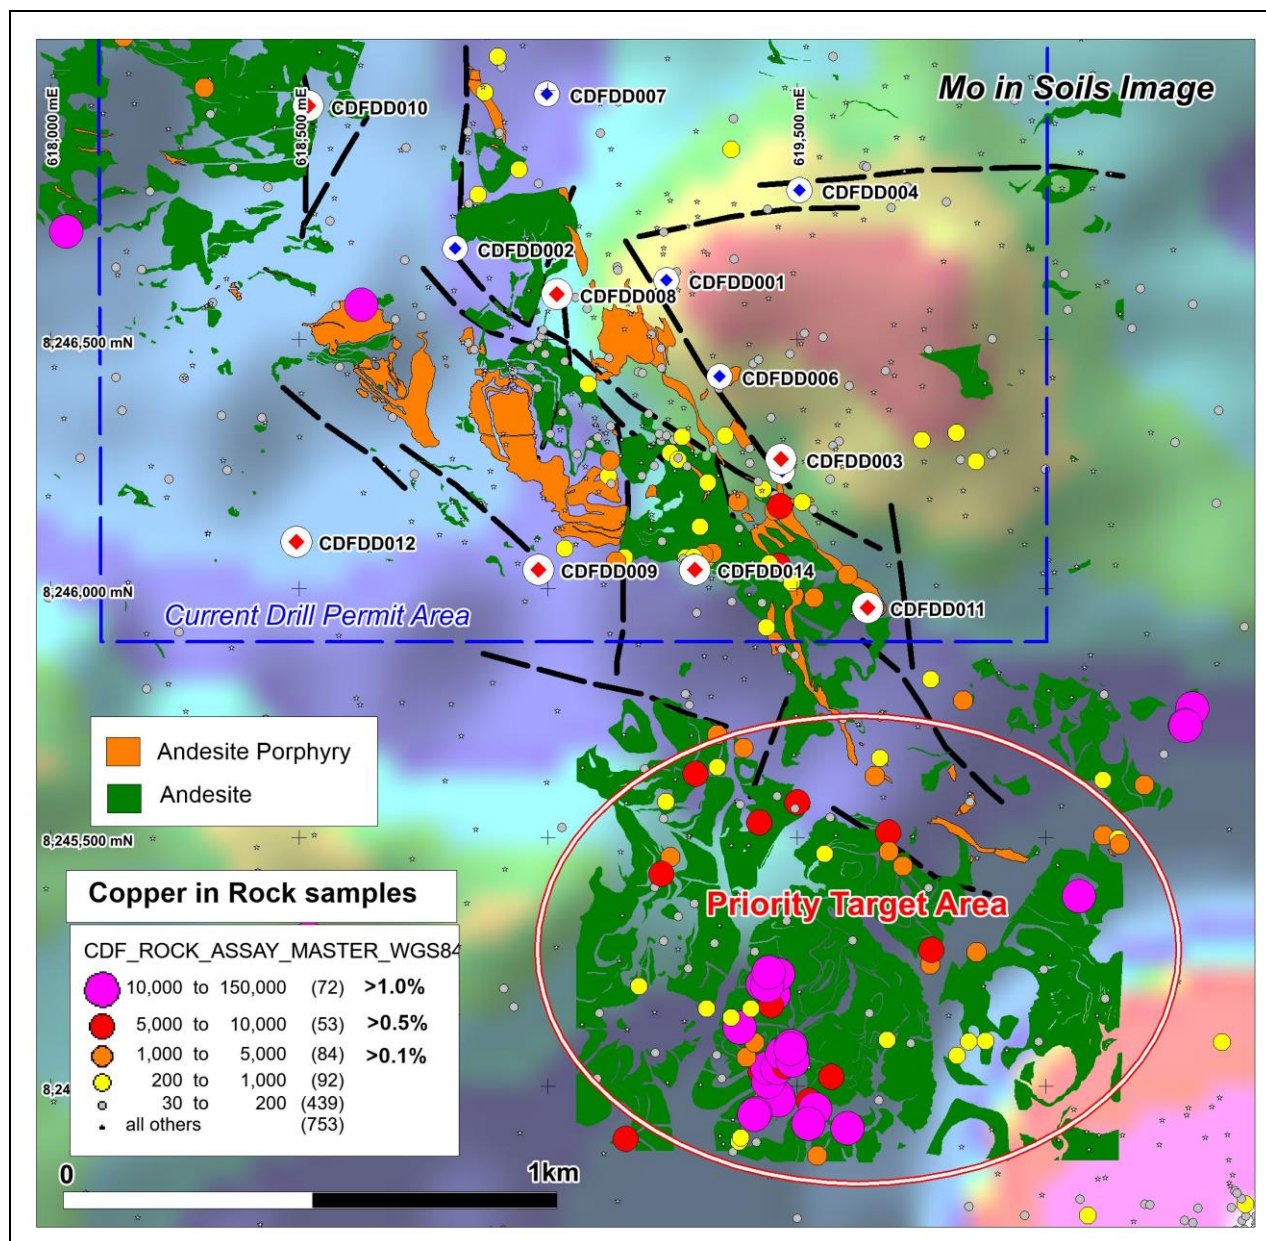 Mo in Soils Image
618,000 mE
618,500 mE
619,500 mE
CDFDD010
CDFDD007
CDFDD004
CDFDD002
CDFDD001
CDFDD008
8,246,500 mN
CDFDD006
CDFDD003
CDFDD012
CDFDD009
CDFDD014
8,246,000 mN
CDFDD011
Current Drill Permit Area
Andesite Porphyry
Andesite
8,245,500 mN
Copper in Rock samples
Priority Target Area
CDF_ROCK_ASSAY_MASTER_WGS84
10,000 to 150,000 (72) >1.0%
5,000 to 10,000 (53) >0.5%
1,000 to 5,000 (84) >0.1%
200 to 1,000 (92)
30 to 200 (439)
all others (753)
8,24
0 1km